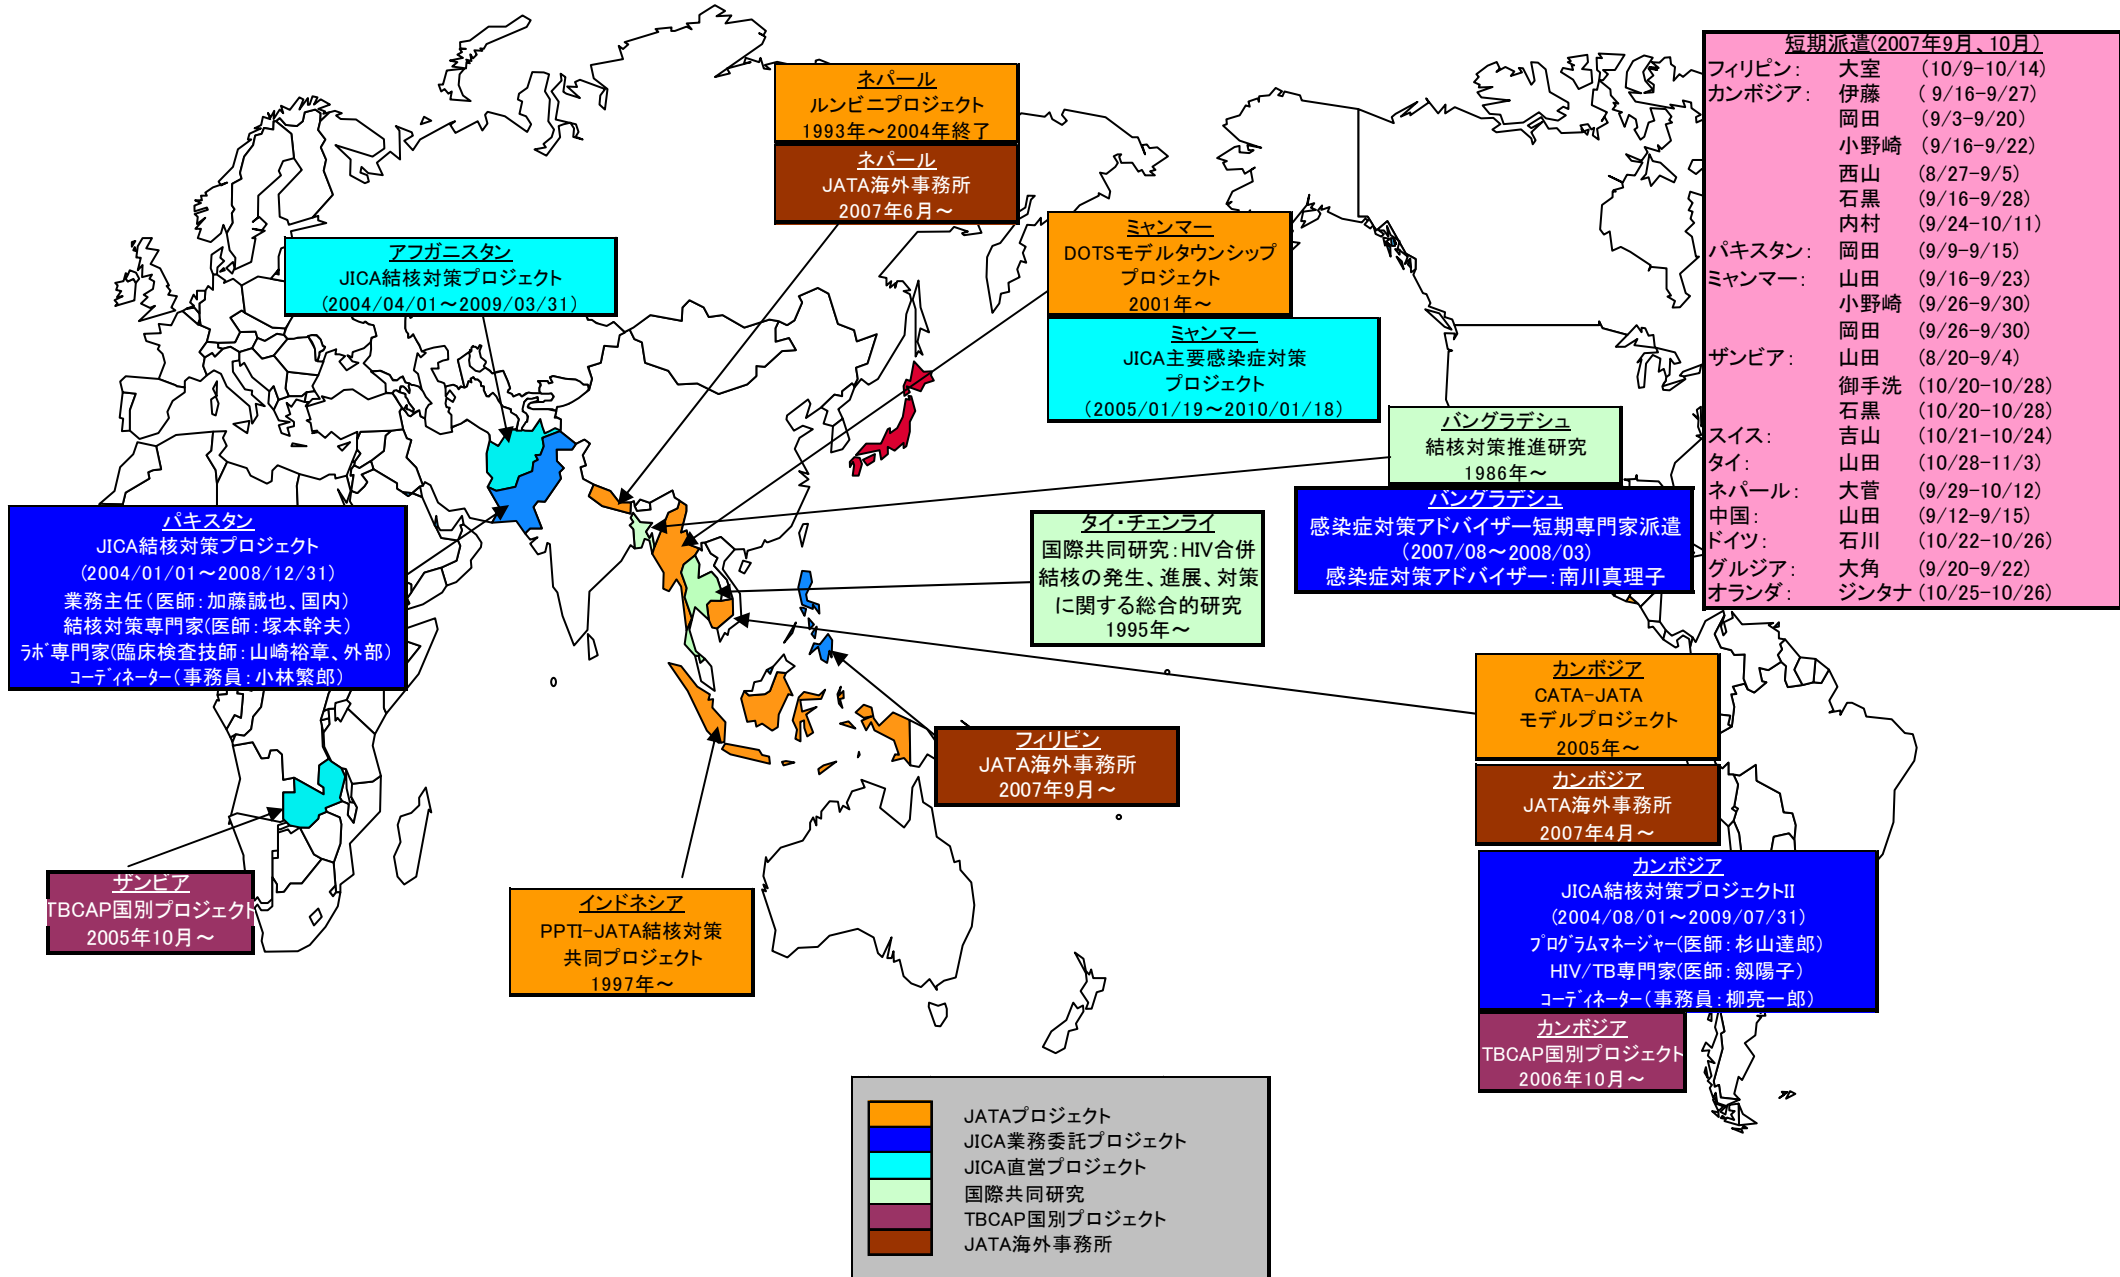 ネパール
ルンビニプロジェクト
1993年～2004年終了
ネパール
JATA海外事務所
2007年6月～
アフガニスタン
JICA結核対策プロジェクト
(2004/04/01～2009/03/31)
ミャンマー
DOTSモデルタウンシップ
プロジェクト
2001年～
ミャンマー
JICA主要感染症対策
プロジェクト
(2005/01/19～2010/01/18)
バングラデシュ
結核対策推進研究
1986年～
バングラデシュ
感染症対策アドバイザー短期専門家派遣
(2007/08～2008/03)
感染症対策アドバイザー：南川真理子
短期派遣(2007年9月、10月)
フィリピン： 大室 (10/9-10/14)
カンボジア： 伊藤 ( 9/16-9/27)
岡田 (9/3-9/20)
小野崎 (9/16-9/22)
西山 (8/27-9/5)
石黒 (9/16-9/28)
内村 (9/24-10/11)
パキスタン： 岡田 (9/9-9/15)
ミャンマー： 山田 (9/16-9/23)
小野崎 (9/26-9/30)
岡田 (9/26-9/30)
ザンビア： 山田 (8/20-9/4)
御手洗 (10/20-10/28)
石黒 (10/20-10/28)
スイス： 吉山 (10/21-10/24)
タイ： 山田 (10/28-11/3)
ネパール： 大菅 (9/29-10/12)
中国： 山田 (9/12-9/15)
ドイツ： 石川 (10/22-10/26)
グルジア： 大角 (9/20-9/22)
オランダ： ジンタナ (10/25-10/26)
パキスタン
JICA結核対策プロジェクト
(2004/01/01～2008/12/31)
業務主任（医師：加藤誠也、国内）
結核対策専門家(医師：塚本幹夫)
ﾗﾎﾞ専門家(臨床検査技師：山崎裕章、外部)
ｺｰﾃﾞｨﾈｰﾀｰ（事務員：小林繁郎）
タイ・チェンライ
国際共同研究：HIV合併
結核の発生、進展、対策
に関する総合的研究
1995年～
カンボジア
CATA-JATA
モデルプロジェクト
2005年～
カンボジア
JATA海外事務所
2007年4月～
カンボジア
JICA結核対策プロジェクトII
(2004/08/01～2009/07/31)
ﾌﾟﾛｸﾞﾗﾑﾏﾈｰｼﾞｬｰ(医師：杉山達郎)
HIV/TB専門家(医師：剱陽子)
ｺｰﾃﾞｨﾈｰﾀｰ（事務員：柳亮一郎）
カンボジア
TBCAP国別プロジェクト
2006年10月～
フィリピン
JATA海外事務所
2007年9月～
ザンビア
TBCAP国別プロジェクト
2005年10月～
インドネシア
PPTI-JATA結核対策
共同プロジェクト
1997年～
JATAプロジェクト
JICA業務委託プロジェクト
JICA直営プロジェクト
国際共同研究
TBCAP国別プロジェクト
JATA海外事務所